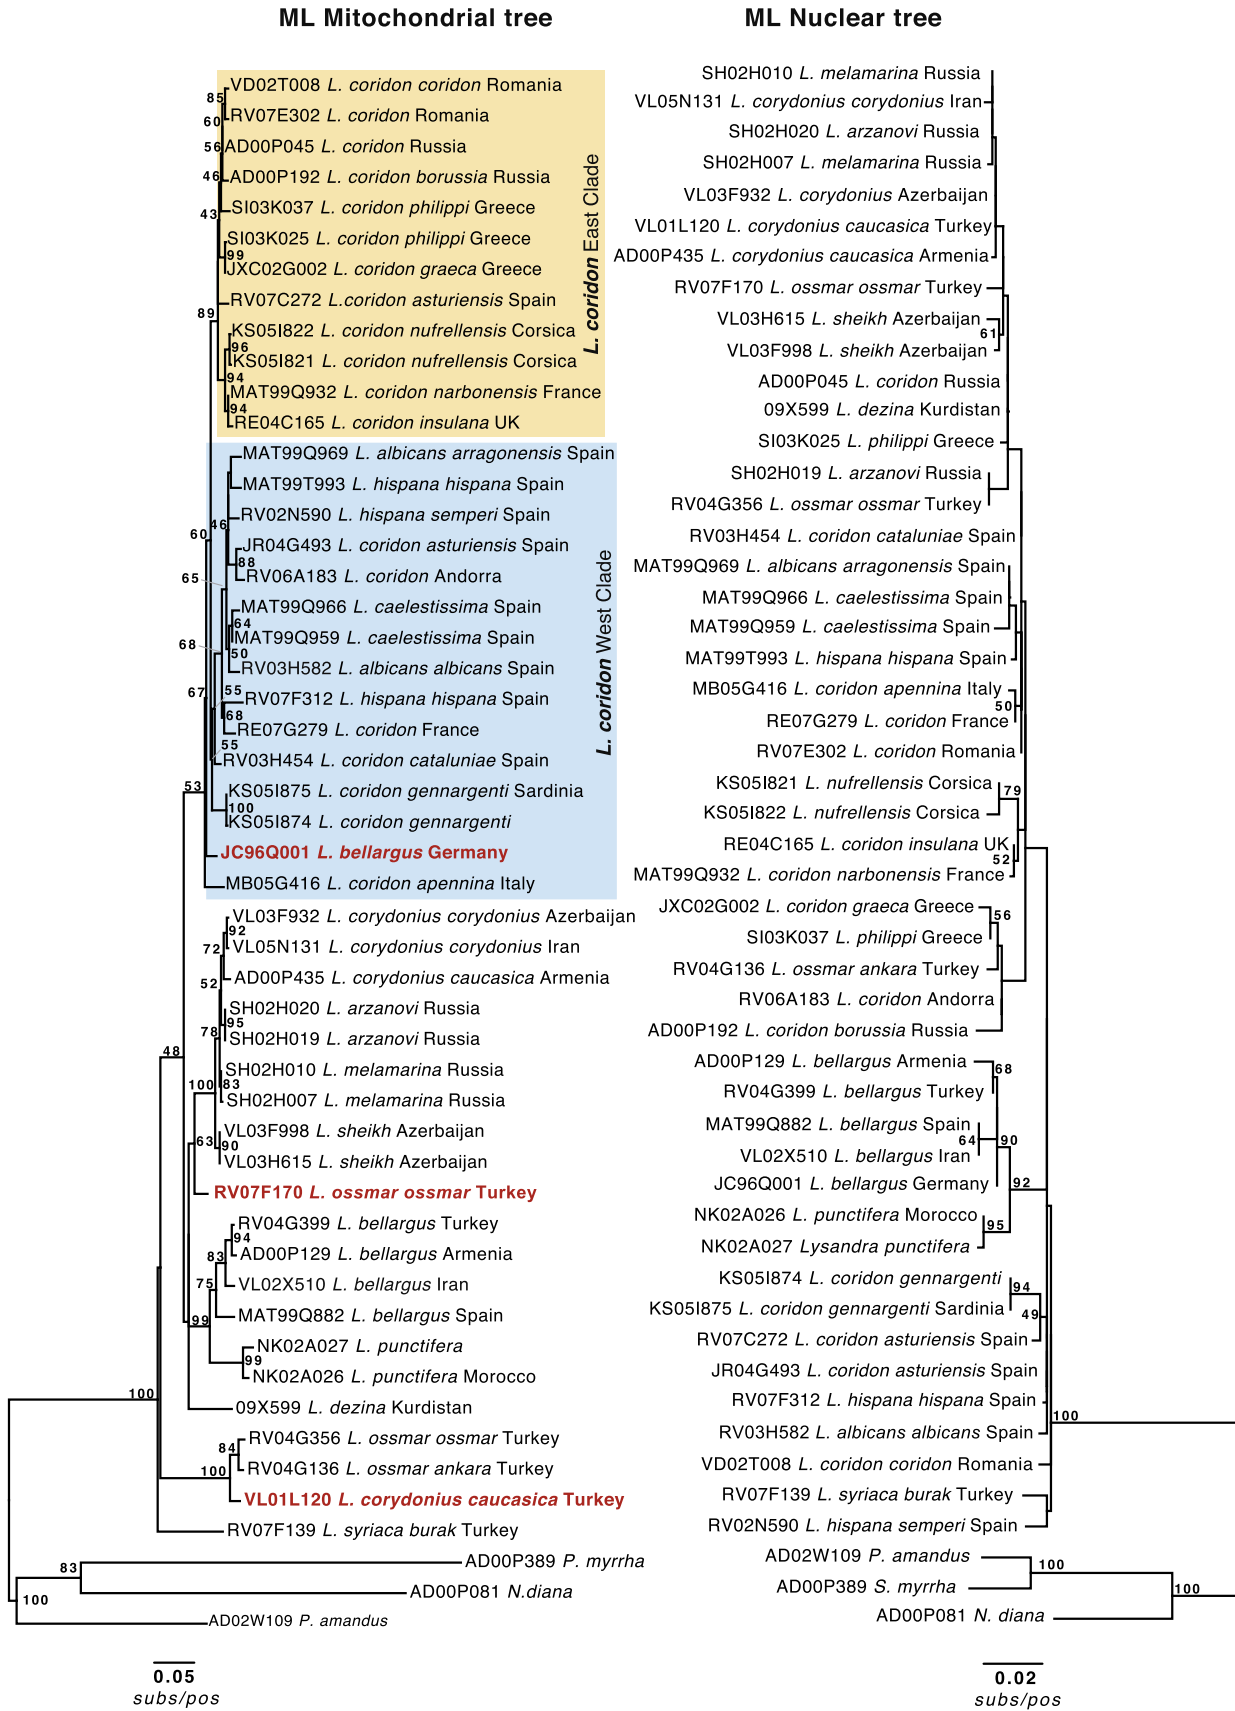 ML Mitochondrial tree
VD02T008 L. coridon coridon Romania
85
RV07E302 L. coridon Romania
60
56
AD00P045 L. coridon Russia
46
AD00P192 L. coridon borussia Russia
43
SI03K037 L. coridon philippi Greece
SI03K025 L. coridon philippi Greece
99
JXC02G002 L. coridon graeca Greece
RV07C272 L.coridon asturiensis Spain
89
KS05I822 L. coridon nufrellensis Corsica
96
KS05I821 L. coridon nufrellensis Corsica
94
MAT99Q932 L. coridon narbonensis France
94
RE04C165 L. coridon insulana UK
L. coridon East Clade
MAT99Q969 L. albicans arragonensis Spain
MAT99T993 L. hispana hispana Spain
RV02N590 L. hispana semperi Spain
46
60
JR04G493 L. coridon asturiensis Spain
88
RV06A183 L. coridon Andorra
65
MAT99Q966 L. caelestissima Spain
64
MAT99Q959 L. caelestissima Spain
68
50
RV03H582 L. albicans albicans Spain
67
55
RV07F312 L. hispana hispana Spain
68
RE07G279 L. coridon France
55
RV03H454 L. coridon cataluniae Spain
53
KS05I875 L. coridon gennargenti Sardinia
100
KS05I874 L. coridon gennargenti
JC96Q001 L. bellargus Germany
MB05G416 L. coridon apennina Italy
L. coridon West Clade
VL03F932 L. corydonius corydonius Azerbaijan
92
72
VL05N131 L. corydonius corydonius Iran
52
AD00P435 L. corydonius caucasica Armenia
SH02H020 L. arzanovi Russia
95
78
SH02H019 L. arzanovi Russia
48
SH02H010 L. melamarina Russia
100
83
SH02H007 L. melamarina Russia
VL03F998 L. sheikh Azerbaijan
63
90
VL03H615 L. sheikh Azerbaijan
RV07F170 L. ossmar ossmar Turkey
RV04G399 L. bellargus Turkey
94
83
AD00P129 L. bellargus Armenia
75
VL02X510 L. bellargus Iran
99
MAT99Q882 L. bellargus Spain
NK02A027 L. punctifera
99
NK02A026 L. punctifera Morocco
100
09X599 L. dezina Kurdistan
RV04G356 L. ossmar ossmar Turkey
84
100
RV04G136 L. ossmar ankara Turkey
VL01L120 L. corydonius caucasica Turkey
RV07F139 L. syriaca burak Turkey
83
AD00P389 P. myrrha
AD00P081 N.diana
100
AD02W109 P. amandus
0.05
subs/pos
ML Nuclear tree
SH02H010 L. melamarina Russia
VL05N131 L. corydonius corydonius Iran
SH02H020 L. arzanovi Russia
SH02H007 L. melamarina Russia
VL03F932 L. corydonius Azerbaijan
VL01L120 L. corydonius caucasica Turkey
AD00P435 L. corydonius caucasica Armenia
RV07F170 L. ossmar ossmar Turkey
VL03H615 L. sheikh Azerbaijan
61
VL03F998 L. sheikh Azerbaijan
AD00P045 L. coridon Russia
09X599 L. dezina Kurdistan
SI03K025 L. philippi Greece
SH02H019 L. arzanovi Russia
RV04G356 L. ossmar ossmar Turkey
RV03H454 L. coridon cataluniae Spain
MAT99Q969 L. albicans arragonensis Spain
MAT99Q966 L. caelestissima Spain
MAT99Q959 L. caelestissima Spain
MAT99T993 L. hispana hispana Spain
MB05G416 L. coridon apennina Italy
50
RE07G279 L. coridon France
RV07E302 L. coridon Romania
KS05I821 L. nufrellensis Corsica
79
KS05I822 L. nufrellensis Corsica
RE04C165 L. coridon insulana UK
52
MAT99Q932 L. coridon narbonensis France
JXC02G002 L. coridon graeca Greece
56
SI03K037 L. philippi Greece
RV04G136 L. ossmar ankara Turkey
RV06A183 L. coridon Andorra
AD00P192 L. coridon borussia Russia
AD00P129 L. bellargus Armenia
68
RV04G399 L. bellargus Turkey
MAT99Q882 L. bellargus Spain
64
90
VL02X510 L. bellargus Iran
JC96Q001 L. bellargus Germany
92
NK02A026 L. punctifera Morocco
95
NK02A027 Lysandra punctifera
KS05I874 L. coridon gennargenti
94
KS05I875 L. coridon gennargenti Sardinia
49
RV07C272 L. coridon asturiensis Spain
JR04G493 L. coridon asturiensis Spain
RV07F312 L. hispana hispana Spain
100
RV03H582 L. albicans albicans Spain
VD02T008 L. coridon coridon Romania
RV07F139 L. syriaca burak Turkey
RV02N590 L. hispana semperi Spain
AD02W109 P. amandus
100
AD00P389 S. myrrha
100
AD00P081 N. diana
0.02
subs/pos